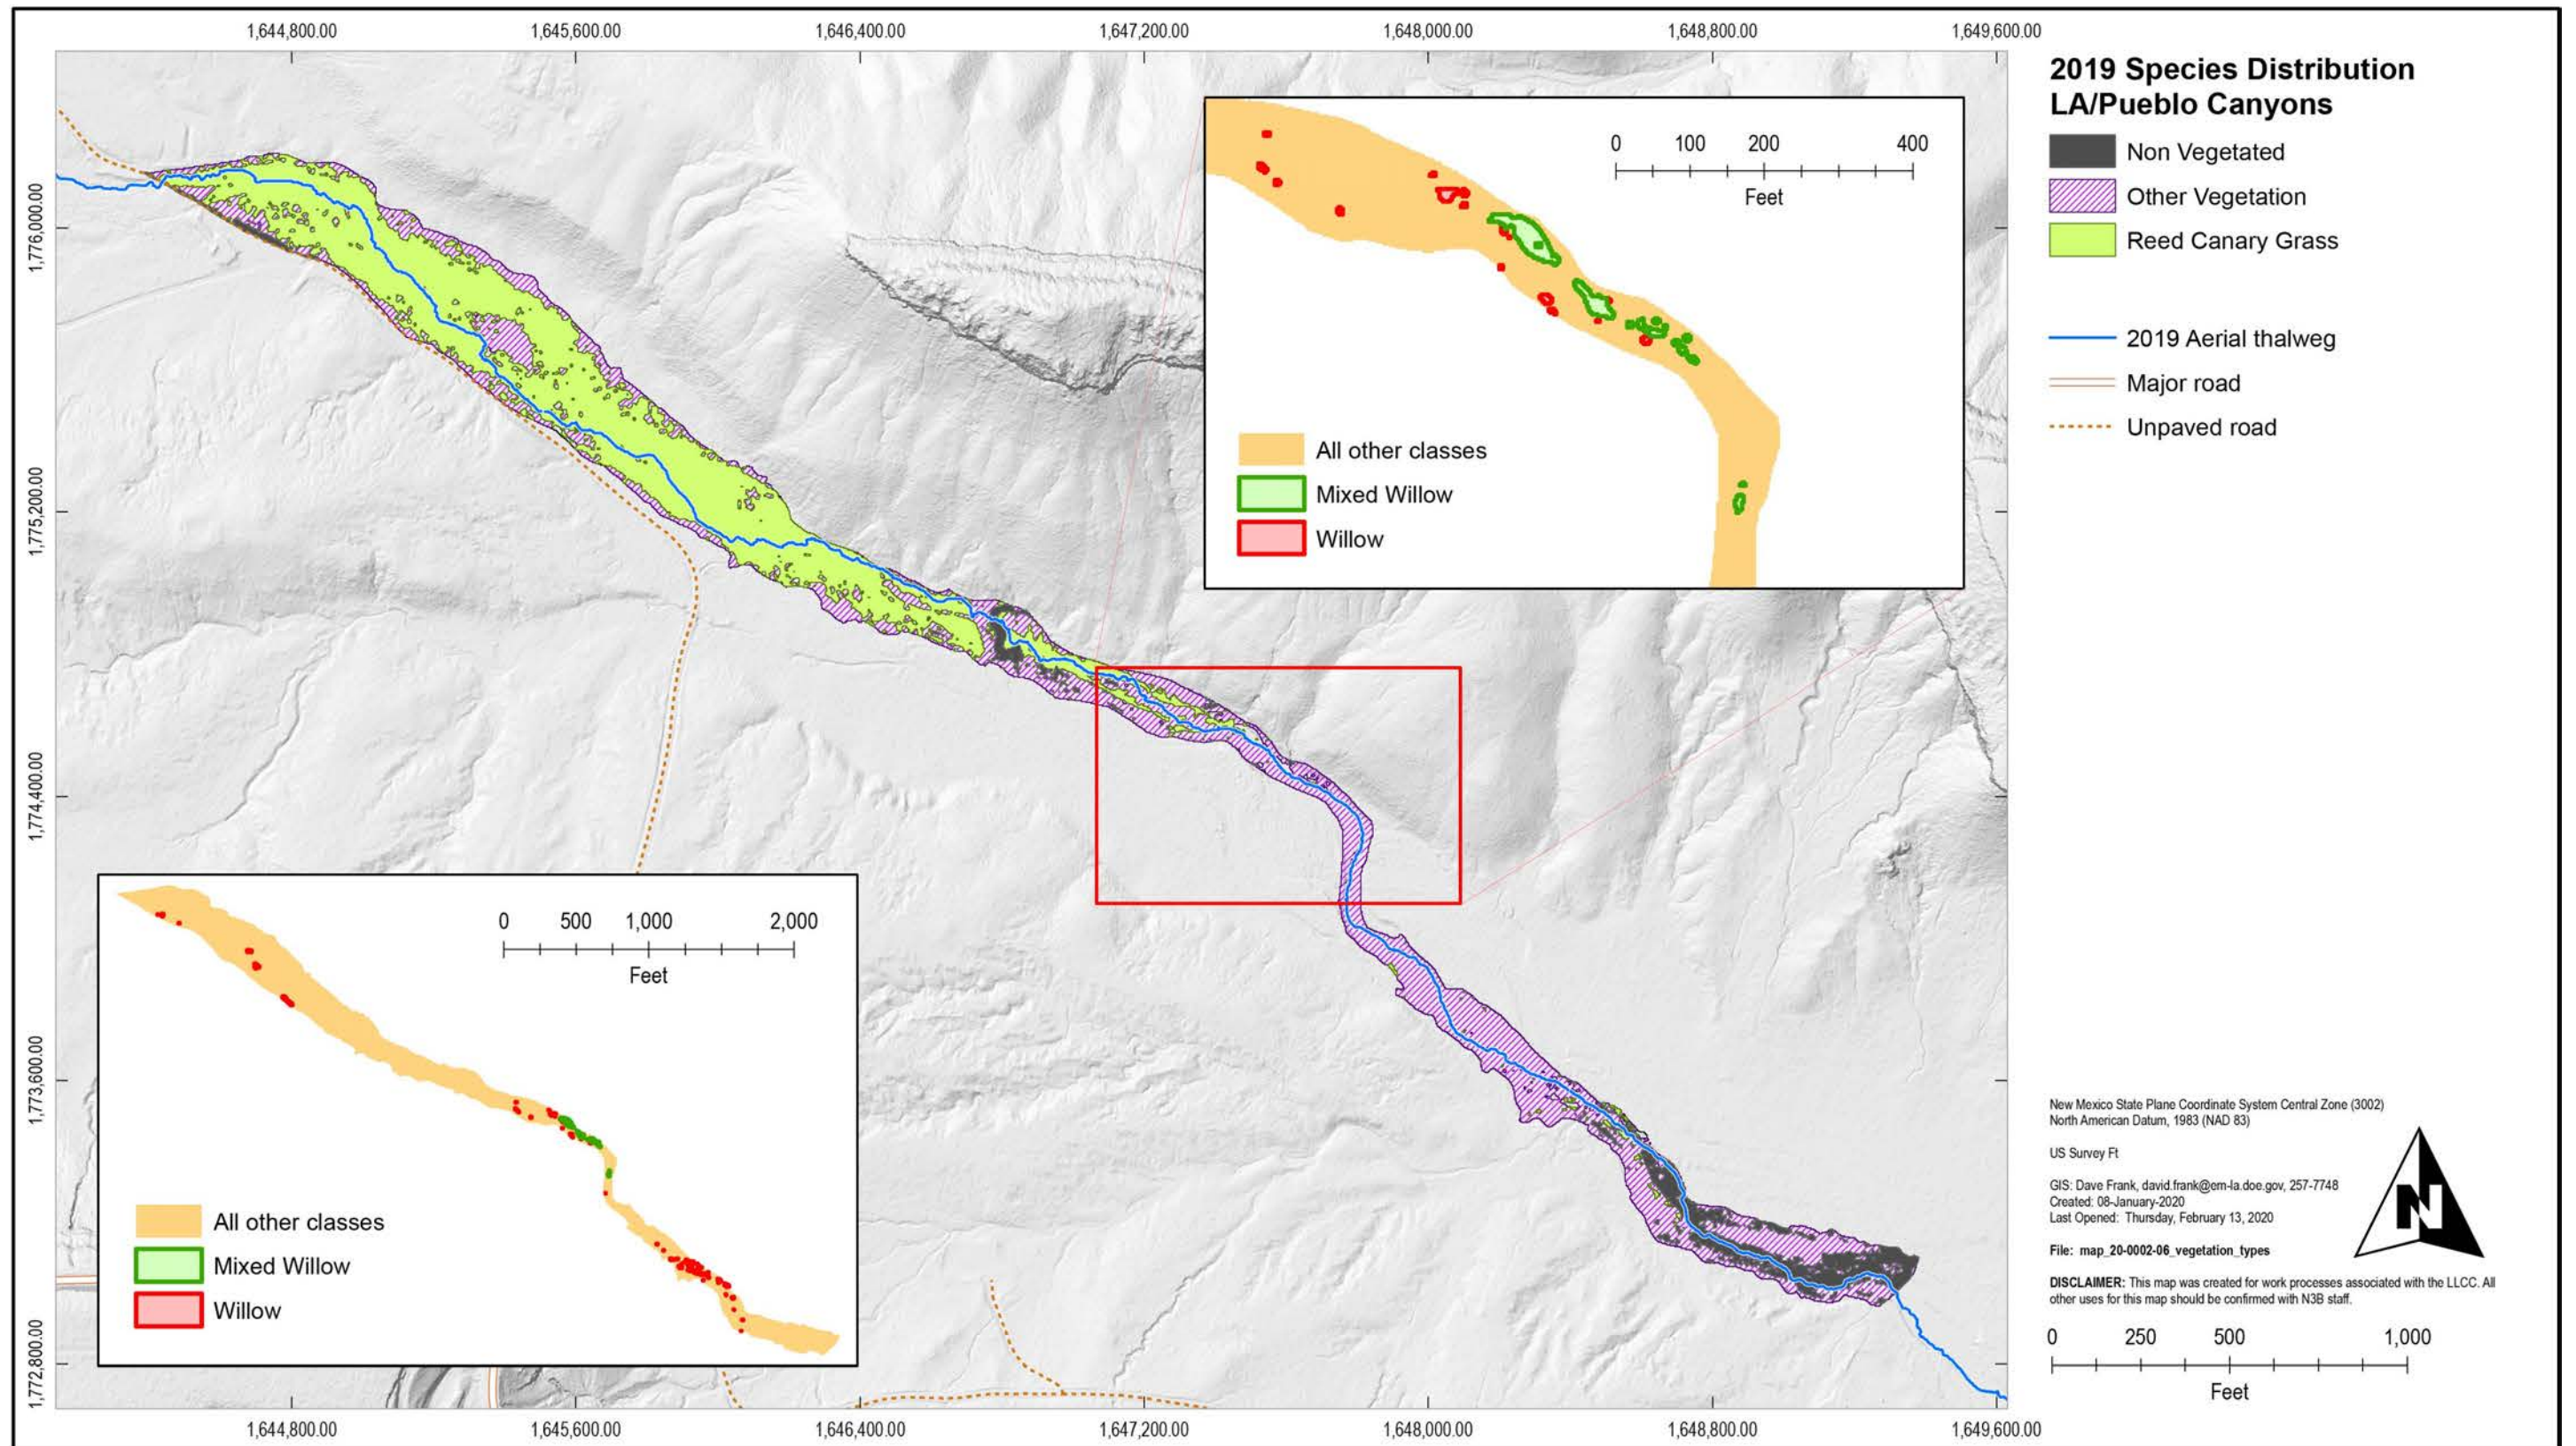 1,644,800.00 1,645,600.00 1,646,400.00 1,647,200.00 1,648,000.00 1,648,800.00 1,649,600.00
1,776,000.00
1,775,200.00
1,774,400.00
1,773,600.00
1,772,800.00
0 100 200 400
Feet
All other classes
Mixed Willow
Willow
0 500 1,000 2,000
Feet
All other classes
Mixed Willow
Willow
1,644,800.00 1,645,600.00 1,646,400.00 1,647,200.00 1,648,000.00 1,648,800.00 1,649,600.00
2019 Species Distribution
LA/Pueblo Canyons
Non Vegetated
Other Vegetation
Reed Canary Grass
2019 Aerial thalweg
Major road
Unpaved road
New Mexico State Plane Coordinate System Central Zone (3002)
North American Datum, 1983 (NAD 83)
US Survey Ft
GIS: Dave Frank, david.frank@em-la.doe.gov, 257-7748
Created: 08-January-2020
Last Opened: Thursday, February 13, 2020
File: map_20-0002-06_vegetation_types
N
DISCLAIMER: This map was created for work processes associated with the LLCC. All
other uses for this map should be confirmed with N3B staff.
0 250 500 1,000
Feet